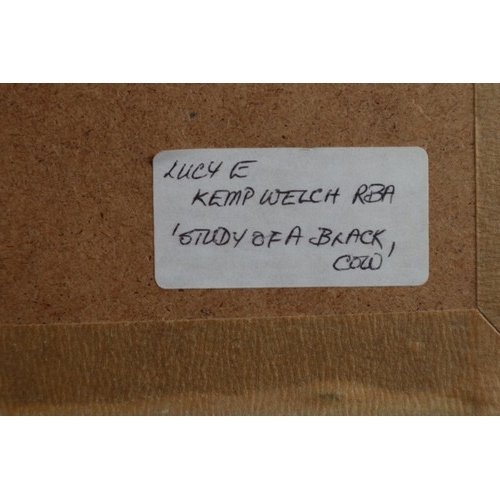 LUCY E
KEMP WELCH RBA
'STUDY OF A BLACK
COW'